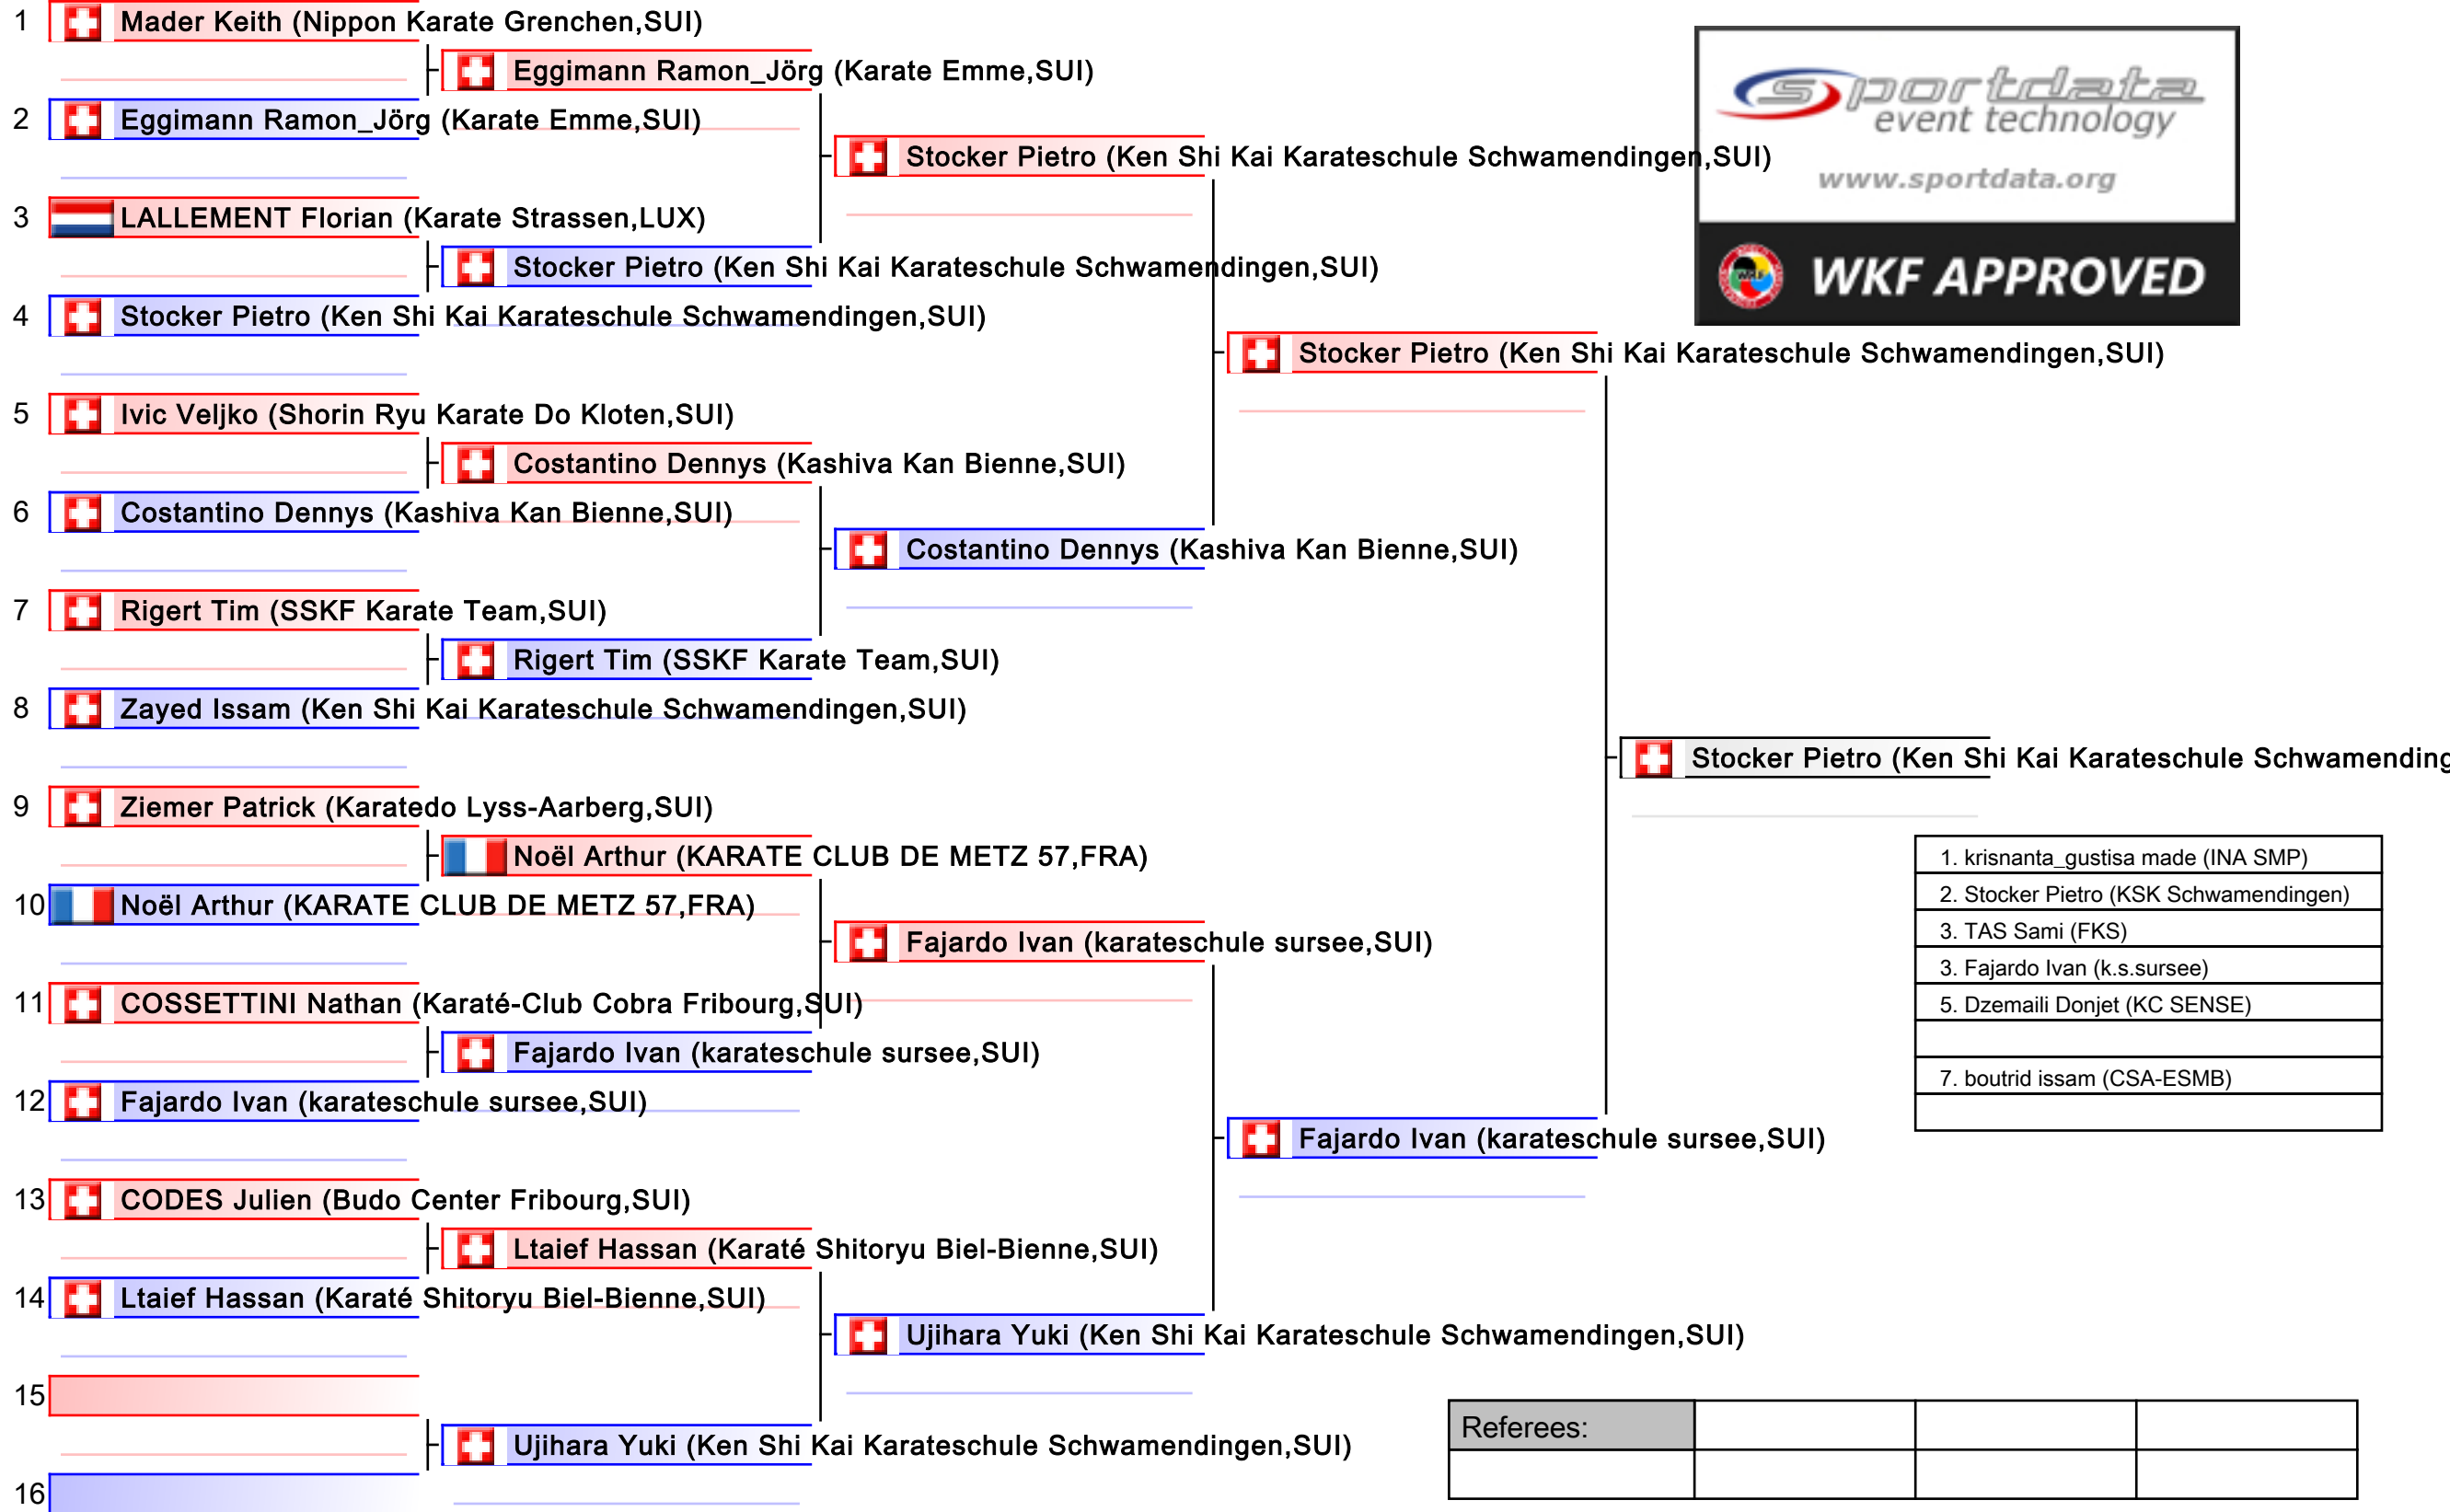 1 Mader Keith (Nippon Karate Grenchen,SUI)
Eggimann Ramon_Jörg (Karate Emme,SUI)
2 Eggimann Ramon_Jörg (Karate Emme,SUI)
Stocker Pietro (Ken Shi Kai Karateschule Schwamendingen,SUI)
3 LALLEMENT Florian (Karate Strassen,LUX)
Stocker Pietro (Ken Shi Kai Karateschule Schwamendingen,SUI)
4 Stocker Pietro (Ken Shi Kai Karateschule Schwamendingen,SUI)
Stocker Pietro (Ken Shi Kai Karateschule Schwamendingen,SUI)
5 Ivic Veljko (Shorin Ryu Karate Do Kloten,SUI)
Costantino Dennys (Kashiva Kan Bienne,SUI)
6 Costantino Dennys (Kashiva Kan Bienne,SUI)
Costantino Dennys (Kashiva Kan Bienne,SUI)
7 Rigert Tim (SSKF Karate Team,SUI)
Rigert Tim (SSKF Karate Team,SUI)
8 Zayed Issam (Ken Shi Kai Karateschule Schwamendingen,SUI)
Stocker Pietro (Ken Shi Kai Karateschule Schwamending
9 Ziemer Patrick (Karatedo Lyss-Aarberg,SUI)
Noël Arthur (KARATE CLUB DE METZ 57,FRA)
10 Noël Arthur (KARATE CLUB DE METZ 57,FRA)
Fajardo Ivan (karateschule sursee,SUI)
11 COSSETTINI Nathan (Karaté-Club Cobra Fribourg,SUI)
Fajardo Ivan (karateschule sursee,SUI)
12 Fajardo Ivan (karateschule sursee,SUI)
Fajardo Ivan (karateschule sursee,SUI)
13 CODES Julien (Budo Center Fribourg,SUI)
Ltaief Hassan (Karaté Shitoryu Biel-Bienne,SUI)
14 Ltaief Hassan (Karaté Shitoryu Biel-Bienne,SUI)
Ujihara Yuki (Ken Shi Kai Karateschule Schwamendingen,SUI)
15
Ujihara Yuki (Ken Shi Kai Karateschule Schwamendingen,SUI)
16
sportdata
event technology
www.sportdata.org
WKF
WKF APPROVED
1. krisnanta_gustisa made (INA SMP)
2. Stocker Pietro (KSK Schwamendingen)
3. TAS Sami (FKS)
3. Fajardo Ivan (k.s.sursee)
5. Dzemaili Donjet (KC SENSE)
7. boutrid issam (CSA-ESMB)
Referees: